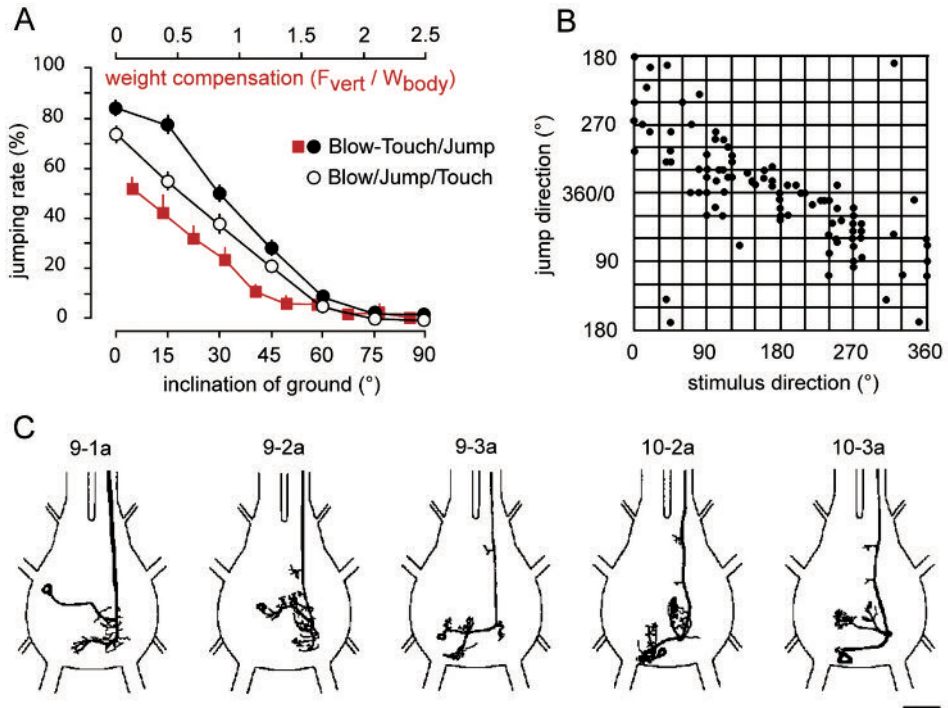 A
0 0.5 1 1.5 2 2.5
weight compensation (Fvert / Wbody)
100
80
60
40
20
0
jumping rate (%)
Blow-Touch/Jump
Blow/Jump/Touch
0 15 30 45 60 75 90
inclination of ground (°)
B
180
270
360/0
90
180
jump direction (°)
0 90 180 270 360
stimulus direction (°)
C
9-1a 9-2a 9-3a 10-2a 10-3a